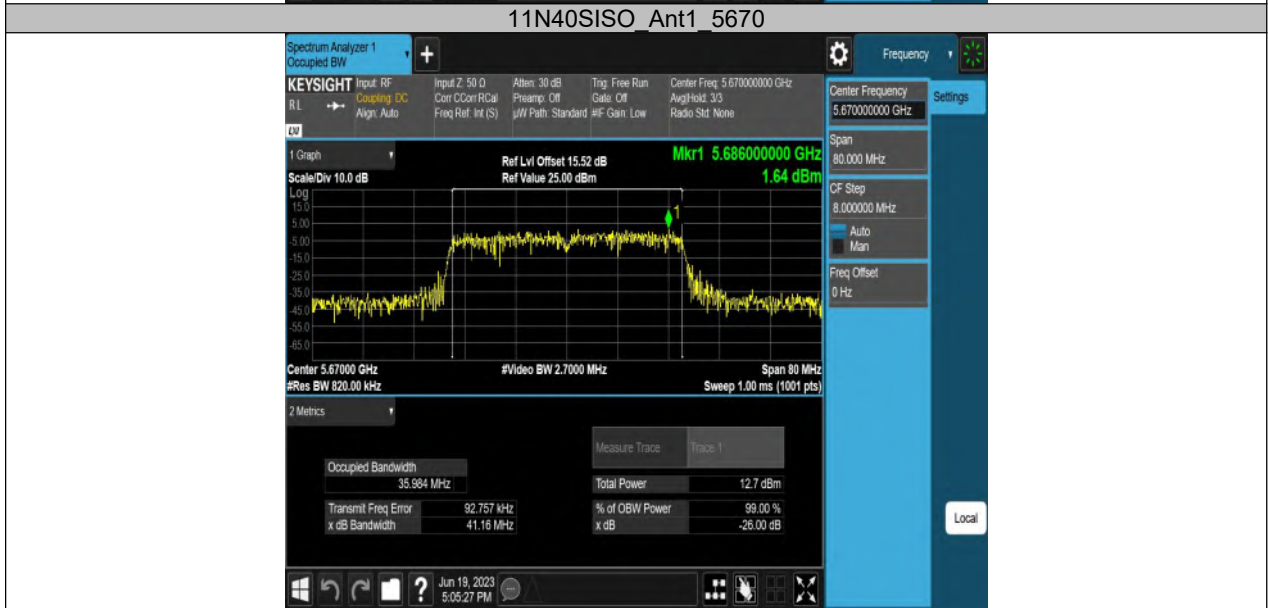 11N40SISO_Ant1_5670
Spectrum Analyzer 1
Occupied BW
+
Frequency
KEYSIGHT
R L
LXI
Input: RF
Coupling: DC
Align: Auto
Input Z: 50 Ω
Corr CCorr RCal
Freq Ref: Int (S)
Atten: 30 dB
Preamp: Off
µW Path: Standard
Trig: Free Run
Gate: Off
#IF Gain: Low
Center Freq: 5.670000000 GHz
Avg|Hold: 3/3
Radio Std: None
Center Frequency
5.670000000 GHz
Settings
Span
80.000 MHz
CF Step
8.000000 MHz
Auto
Man
Freq Offset
0 Hz
Local
1 Graph
Scale/Div 10.0 dB
Ref Lvl Offset 15.52 dB
Ref Value 25.00 dBm
Mkr1 5.686000000 GHz
1.64 dBm
Log
15.0
5.00
-5.00
-15.0
-25.0
-35.0
-45.0
-55.0
-65.0
1
Center 5.67000 GHz
#Video BW 2.7000 MHz
Span 80 MHz
#Res BW 820.00 kHz
Sweep 1.00 ms (1001 pts)
2 Metrics
Measure Trace
Trace 1
Occupied Bandwidth
35.984 MHz
Total Power
12.7 dBm
Transmit Freq Error
92.757 kHz
% of OBW Power
99.00 %
x dB Bandwidth
41.16 MHz
x dB
-26.00 dB
?
Jun 19, 2023
5:05:27 PM